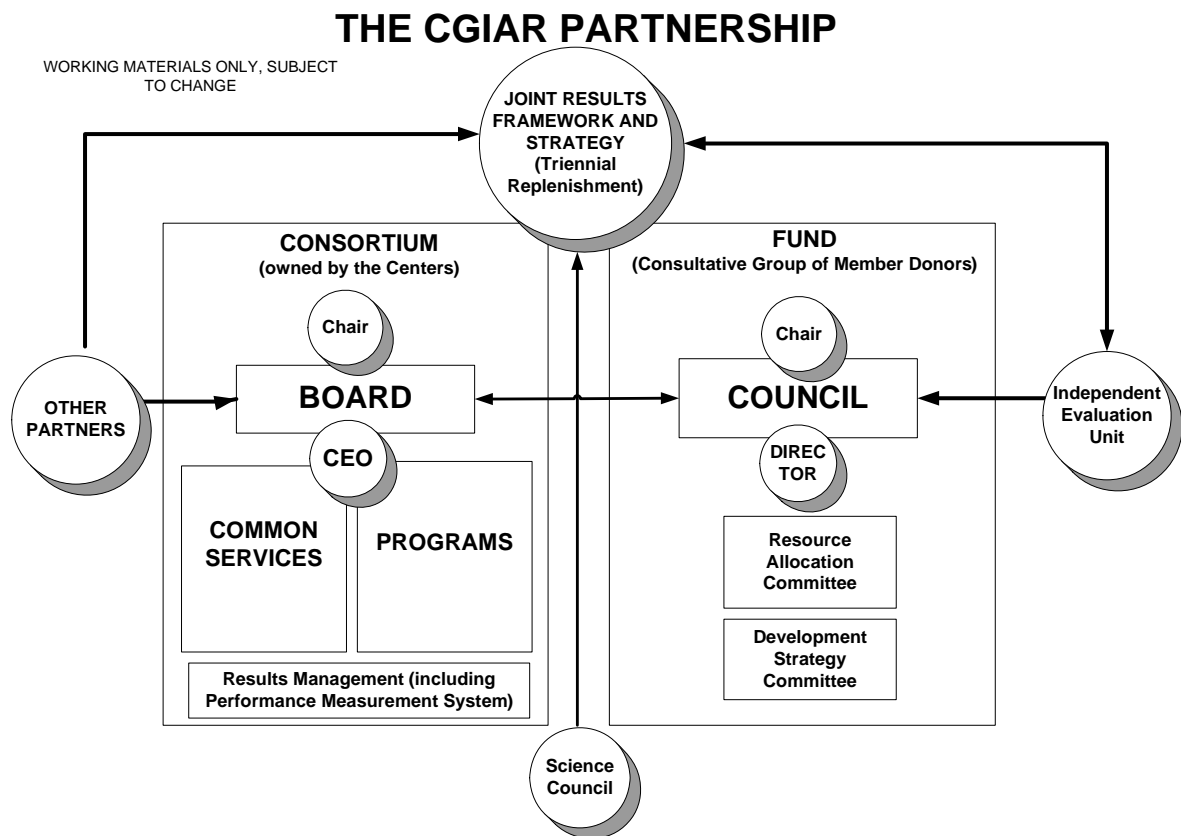 THE CGIAR PARTNERSHIP
WORKING MATERIALS ONLY, SUBJECT
TO CHANGE
JOINT RESULTS
FRAMEWORK AND
STRATEGY
(Triennial
Replenishment)
CONSORTIUM
(owned by the Centers)
Chair
BOARD
CEO
COMMON
SERVICES
PROGRAMS
Results Management (including
Performance Measurement System)
FUND
(Consultative Group of Member Donors)
Chair
COUNCIL
DIREC
TOR
Resource
Allocation
Committee
Development
Strategy
Committee
OTHER
PARTNERS
Independent
Evaluation
Unit
Science
Council